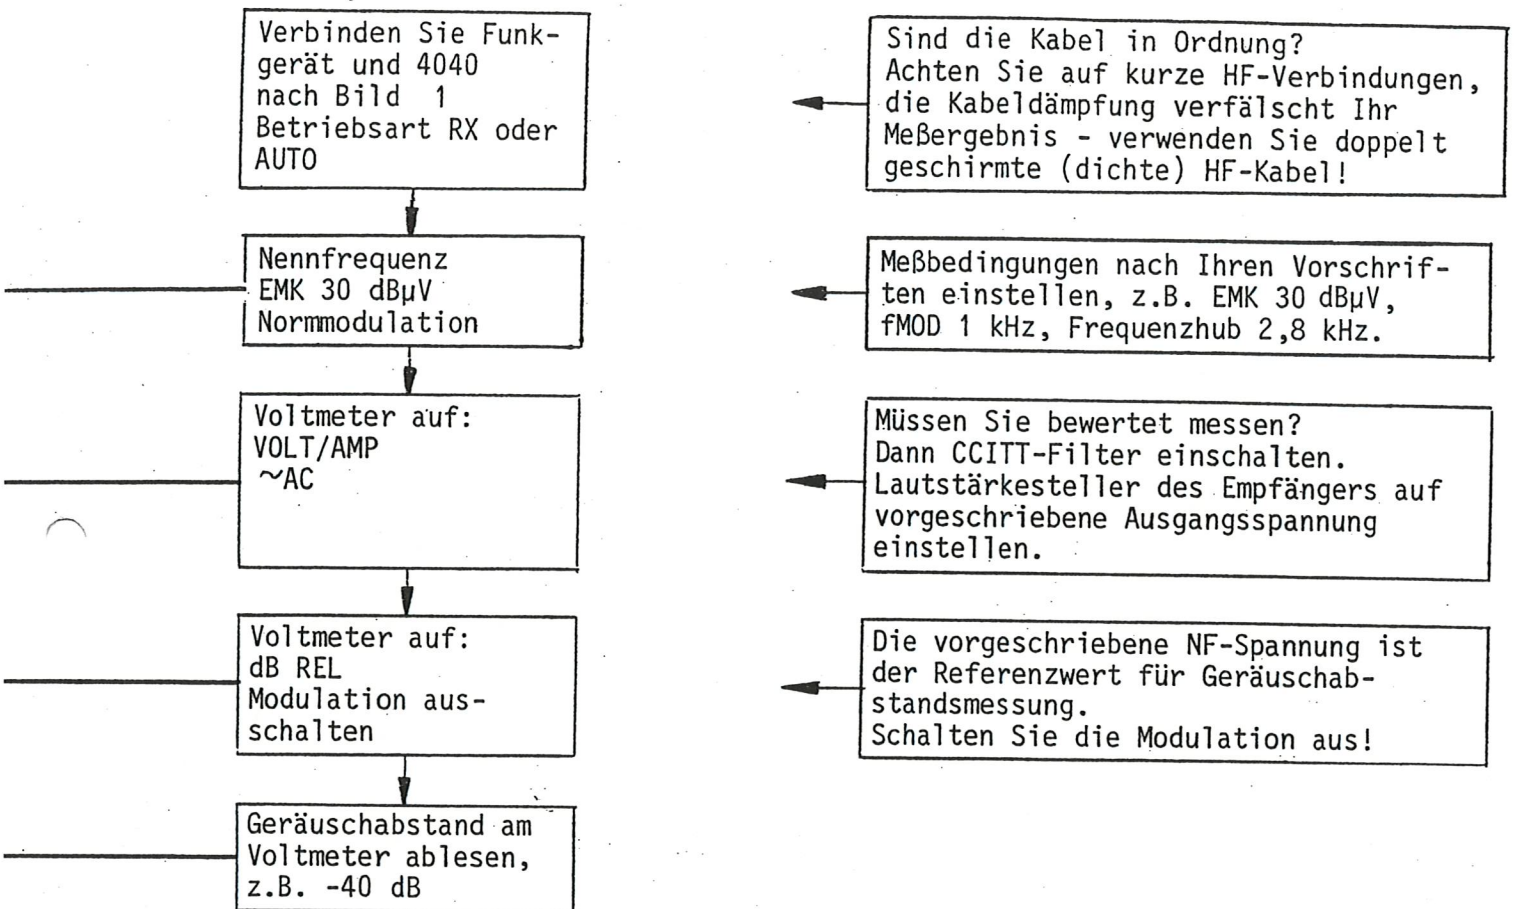 Verbinden Sie Funk-
gerät und 4040
nach Bild 1
Betriebsart RX oder
AUTO
Sind die Kabel in Ordnung?
Achten Sie auf kurze HF-Verbindungen,
die Kabeldämpfung verfälscht Ihr
Meßergebnis - verwenden Sie doppelt
geschirmte (dichte) HF-Kabel!
Nennfrequenz
EMK 30 dBµV
Normmodulation
Meßbedingungen nach Ihren Vorschrif-
ten einstellen, z.B. EMK 30 dBµV,
fMOD 1 kHz, Frequenzhub 2,8 kHz.
Voltmeter auf:
VOLT/AMP
~AC
Müssen Sie bewertet messen?
Dann CCITT-Filter einschalten.
Lautstärkesteller des Empfängers auf
vorgeschriebene Ausgangsspannung
einstellen.
Voltmeter auf:
dB REL
Modulation aus-
schalten
Die vorgeschriebene NF-Spannung ist
der Referenzwert für Geräuschab-
standsmessung.
Schalten Sie die Modulation aus!
Geräuschabstand am
Voltmeter ablesen,
z.B. -40 dB